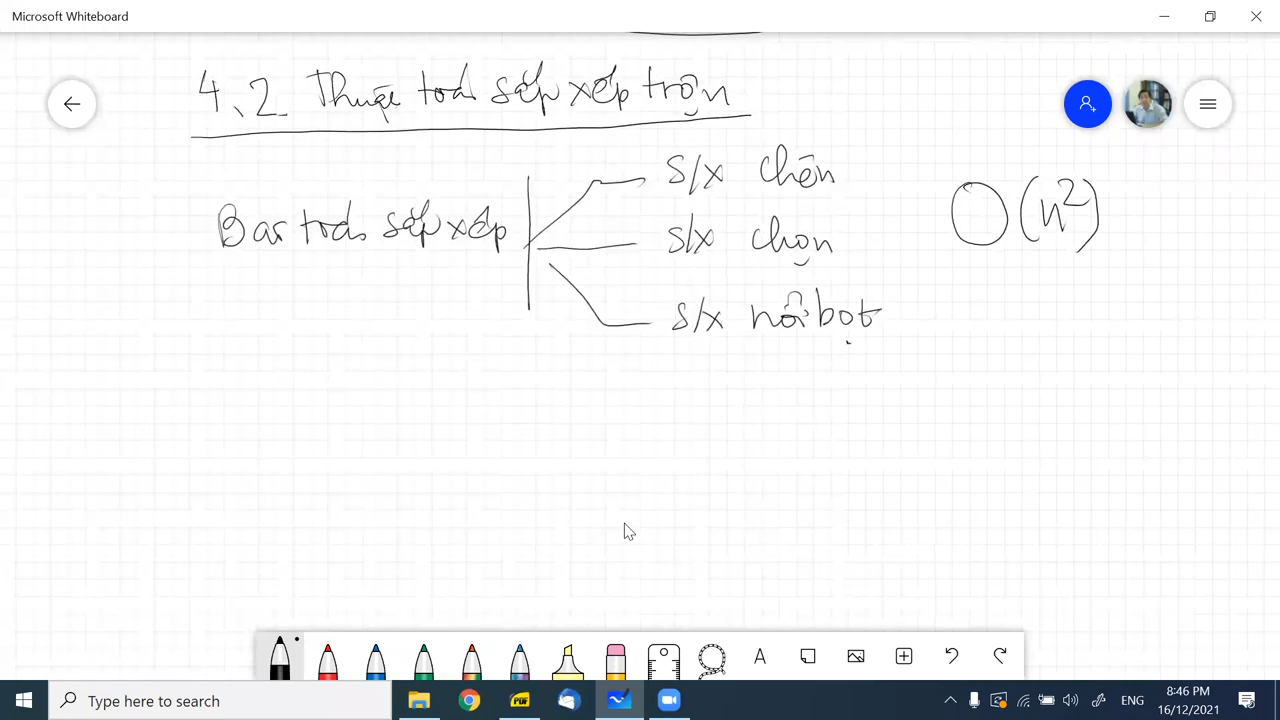 Microsoft Whiteboard
4.2 Thuật toán sắp xếp trộn
Bài toán sắp xếp
s/x chèn
s/x chọn
s/x nổi bọt
O(n²)
Type here to search
PDF
ENG
8:46 PM
16/12/2021